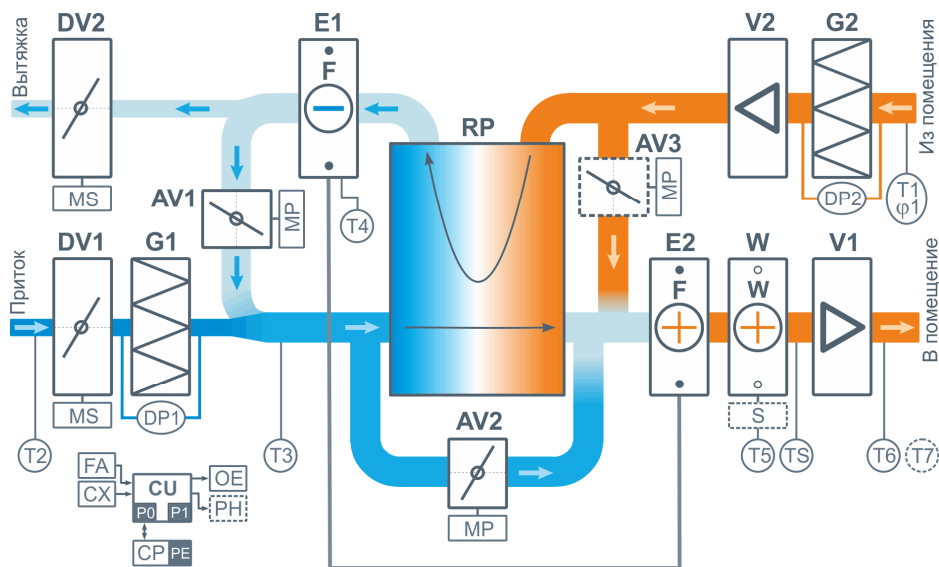 DV2
E1
V2
G2
Вытяжка
F
RP
Из помещения
AV3
MP
MS
AV1
MP
T4
DP2
T1
φ1
DV1
G1
E2
W
V1
Приток
F
W
В помещение
MS
DP1
AV2
S
T2
T3
T5
TS
T6
T7
FA
CU
OE
CX
PH
P0
P1
MP
CP
PE